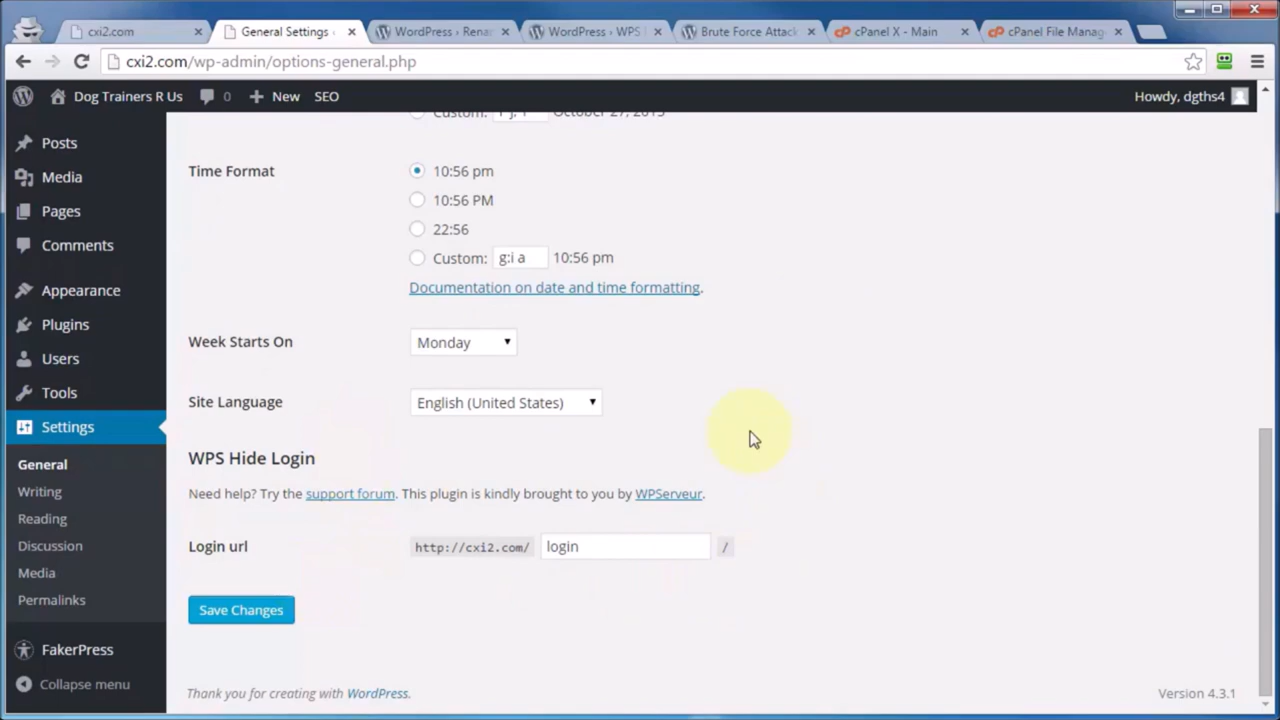 cxi2.com
General Settings
WordPress › Renar
WordPress › WPS
Brute Force Attack
cPanel X - Main
cPanel File Manag
cxi2.com/wp-admin/options-general.php
Dog Trainers R Us 0 New SEO Howdy, dgths4
Posts
Media
Pages
Comments
Appearance
Plugins
Users
Tools
Settings
General
Writing
Reading
Discussion
Media
Permalinks
FakerPress
Collapse menu
Custom:
Time Format
10:56 pm
10:56 PM
22:56
Custom: g:i a 10:56 pm
Documentation on date and time formatting.
Week Starts On Monday
Site Language English (United States)
WPS Hide Login
Need help? Try the support forum. This plugin is kindly brought to you by WPServeur.
Login url http://cxi2.com/ login /
Save Changes
Thank you for creating with WordPress. Version 4.3.1